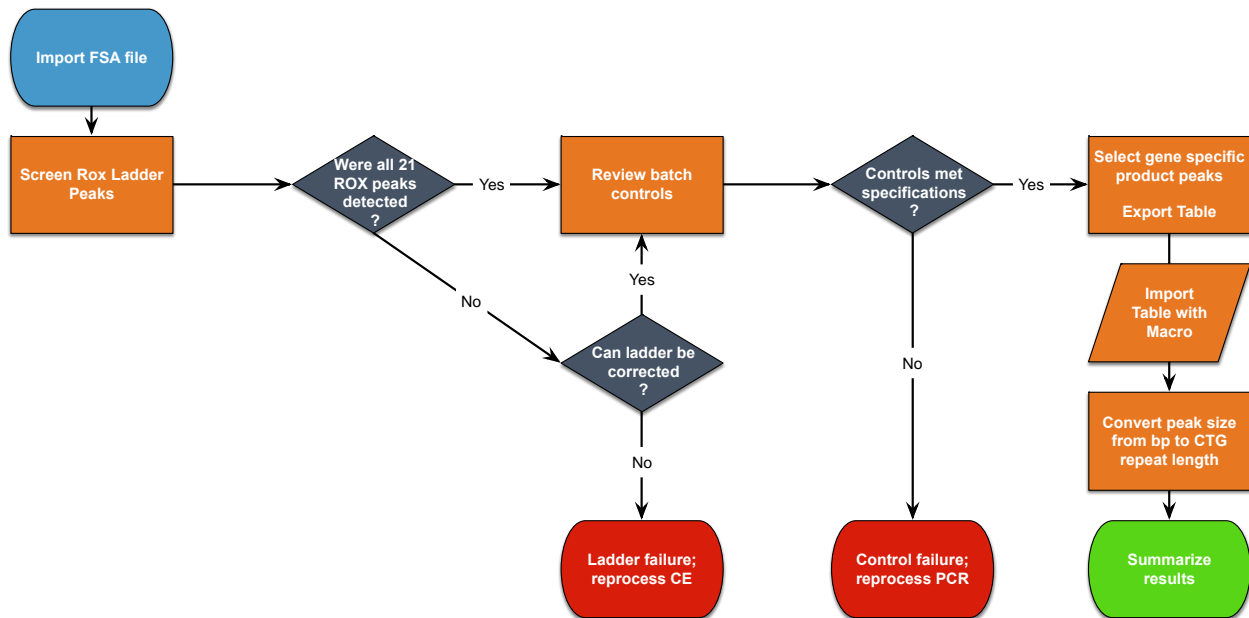 Import FSA file
Screen Rox Ladder
Peaks
Were all 21
ROX peaks
detected
?
Yes
Review batch
controls
Controls met
specifications
?
Yes
Select gene specific
product peaks
Export Table
No
Yes
Import
Table with
Macro
Can ladder be
corrected
?
No
Convert peak size
from bp to CTG
repeat length
No
Ladder failure;
reprocess CE
Control failure;
reprocess PCR
Summarize
results